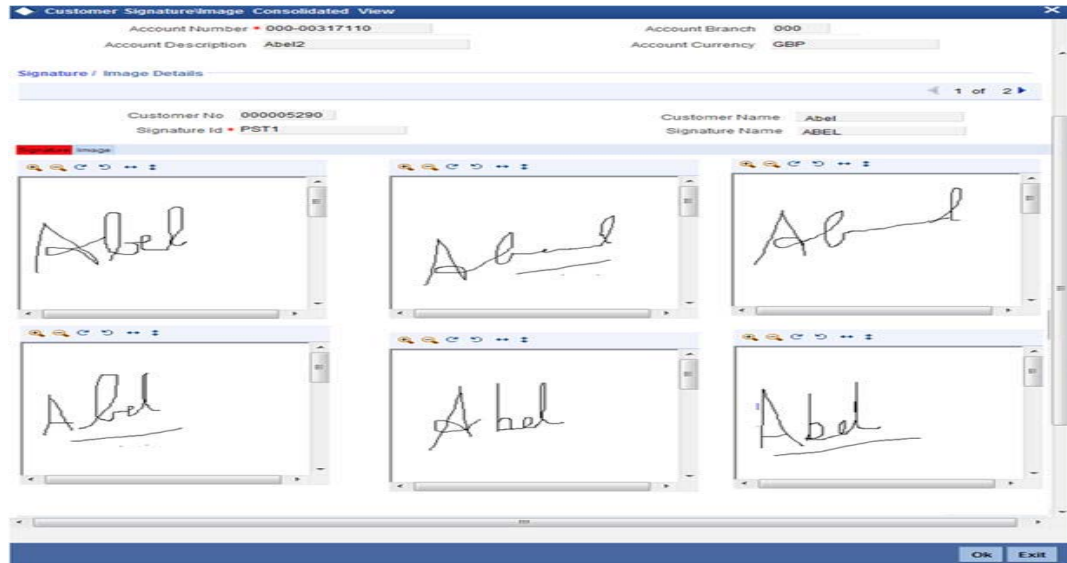 Customer Signature\Image Consolidated View
Account Number * 000-00317110 Account Branch 000
Account Description Abel2 Account Currency GBP
Signature / Image Details
1 of 2
Customer No 000005290 Customer Name Abel
Signature Id * PST1 Signature Name ABEL
Signature Image
Abel Abel Abel
Abel Abel Abel
Ok Exit